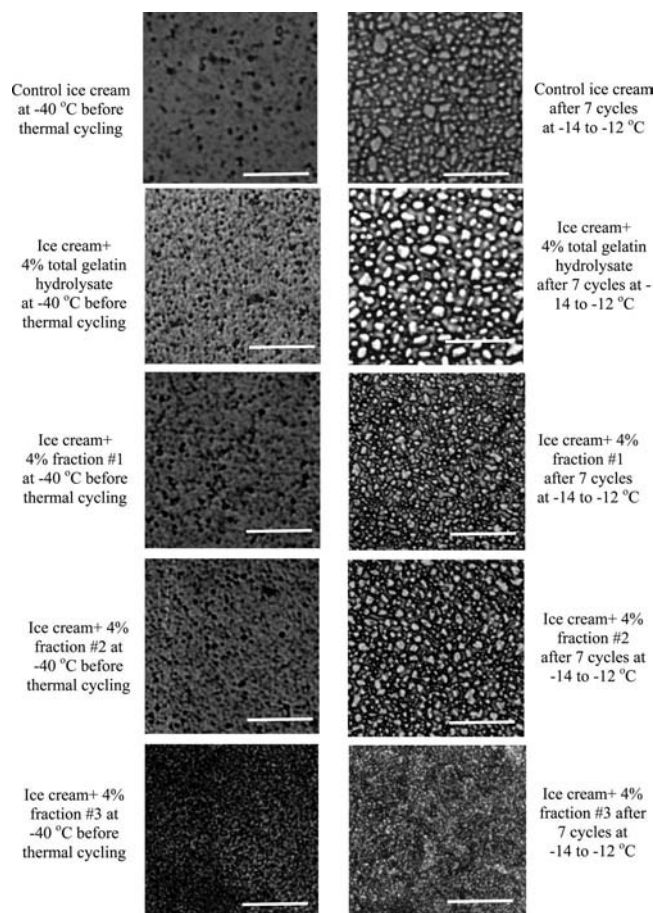 Control ice cream
at -40 °C before
thermal cycling
Control ice cream
after 7 cycles
at -14 to -12 °C
Ice cream+
4% total gelatin
hydrolysate
at -40 °C before
thermal cycling
Ice cream+
4% total gelatin
hydrolysate
after 7 cycles at -
14 to -12 °C
Ice cream+
4% fraction #1
at -40 °C before
thermal cycling
Ice cream+ 4%
fraction #1
after 7 cycles
at -14 to -12 °C
Ice cream+ 4%
fraction #2 at
-40 °C before
thermal cycling
Ice cream+ 4%
fraction #2
after 7 cycles at
-14 to -12 °C
Ice cream+ 4%
fraction #3 at
-40 °C before
thermal cycling
Ice cream+ 4%
fraction #3 after
7 cycles at
-14 to -12 °C